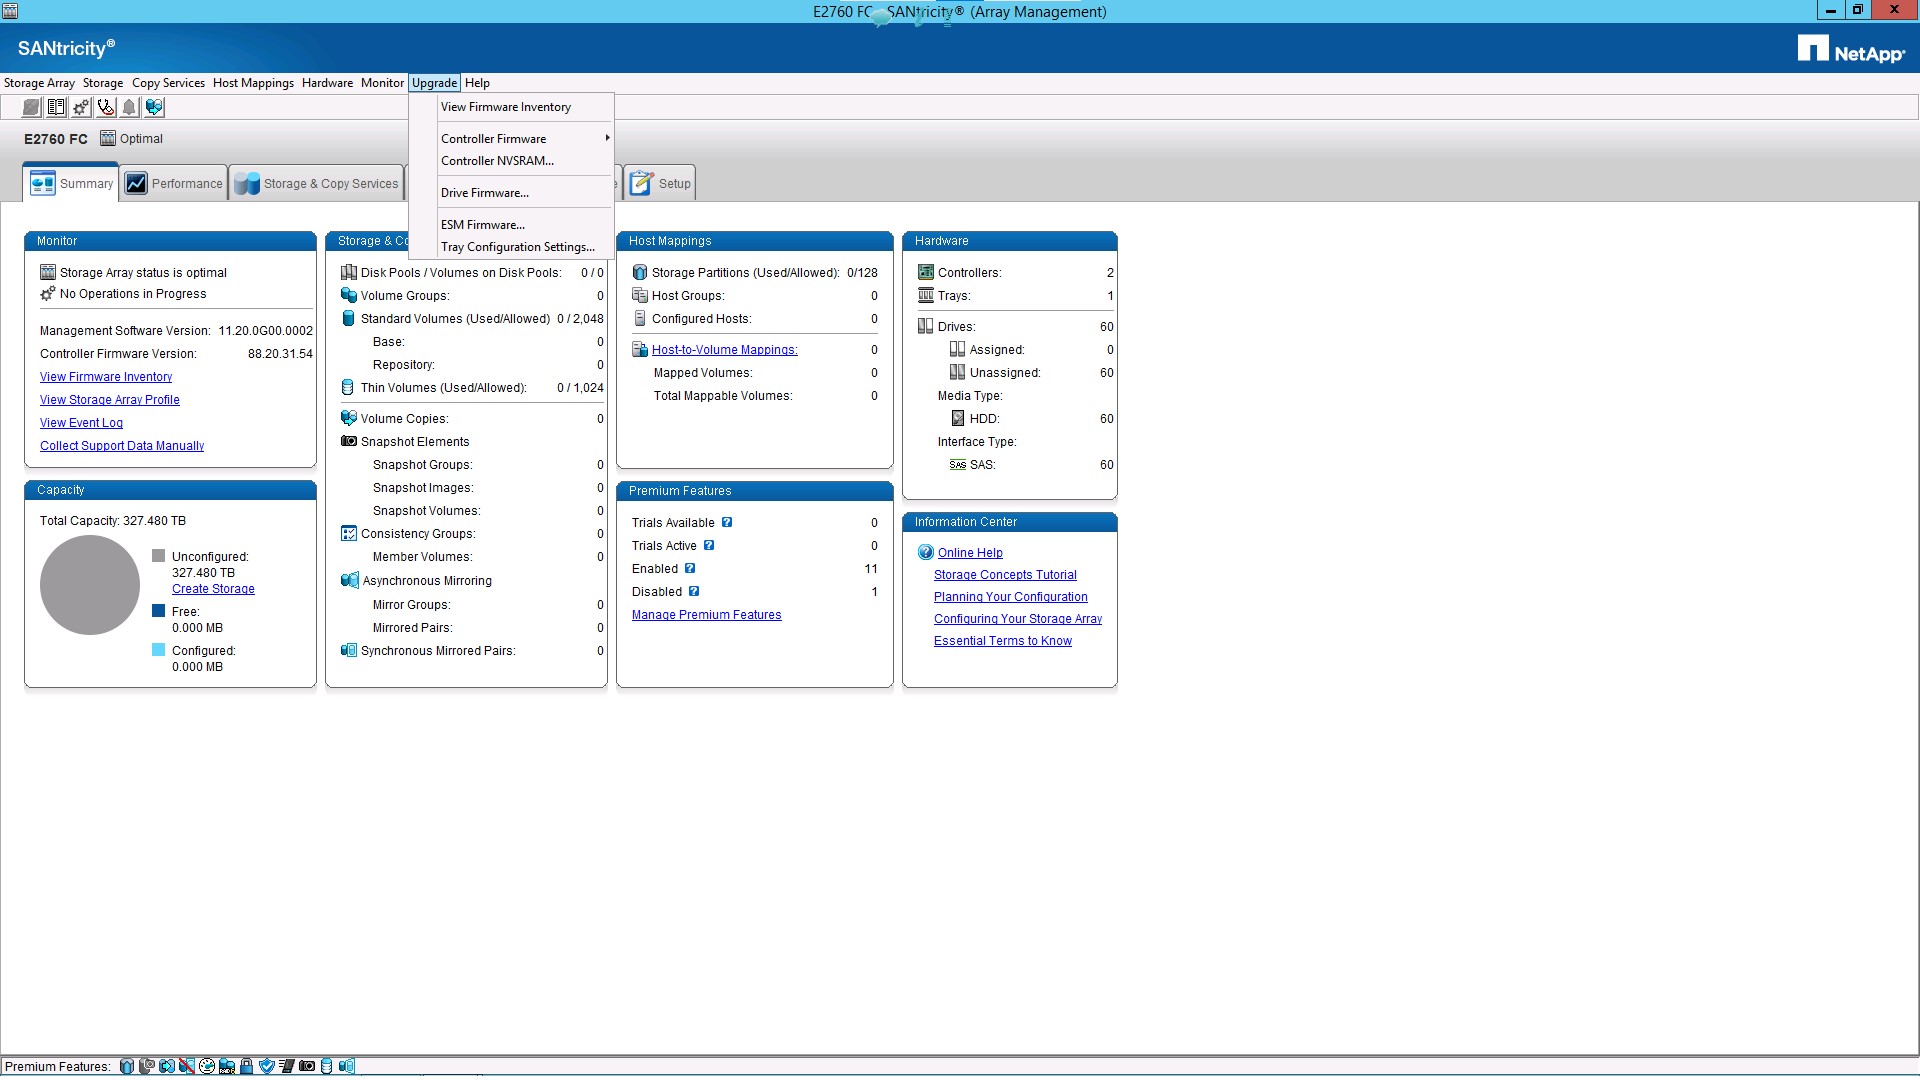 E2760 FC - SANtricity® (Array Management)
SANtricity®
NetApp®
Storage Array Storage Copy Services Host Mappings Hardware Monitor Upgrade Help
View Firmware Inventory
Controller Firmware
Controller NVSRAM...
Drive Firmware...
ESM Firmware...
Tray Configuration Settings...
E2760 FC Optimal
Summary Performance Storage & Copy Services Setup
Monitor
Storage Array status is optimal
No Operations in Progress
Management Software Version: 11.20.0G00.0002
Controller Firmware Version: 88.20.31.54
View Firmware Inventory
View Storage Array Profile
View Event Log
Collect Support Data Manually
Capacity
Total Capacity: 327.480 TB
Unconfigured:
327.480 TB
Create Storage
Free:
0.000 MB
Configured:
0.000 MB
Storage & Co
Disk Pools / Volumes on Disk Pools: 0 / 0
Volume Groups: 0
Standard Volumes (Used/Allowed) 0 / 2,048
Base: 0
Repository: 0
Thin Volumes (Used/Allowed): 0 / 1,024
Volume Copies: 0
Snapshot Elements
Snapshot Groups: 0
Snapshot Images: 0
Snapshot Volumes: 0
Consistency Groups: 0
Member Volumes: 0
Asynchronous Mirroring
Mirror Groups: 0
Mirrored Pairs: 0
Synchronous Mirrored Pairs: 0
Host Mappings
Storage Partitions (Used/Allowed): 0/128
Host Groups: 0
Configured Hosts: 0
Host-to-Volume Mappings: 0
Mapped Volumes: 0
Total Mappable Volumes: 0
Premium Features
Trials Available ? 0
Trials Active ? 0
Enabled ? 11
Disabled ? 1
Manage Premium Features
Hardware
Controllers: 2
Trays: 1
Drives: 60
Assigned: 0
Unassigned: 60
Media Type:
HDD: 60
Interface Type:
SAS SAS: 60
Information Center
? Online Help
Storage Concepts Tutorial
Planning Your Configuration
Configuring Your Storage Array
Essential Terms to Know
Premium Features: